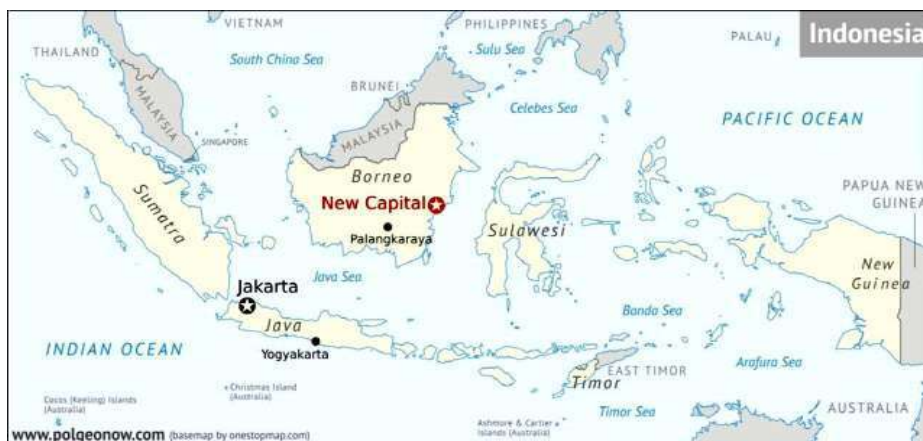 VIETNAM
PHILIPPINES
Indonesia
PALAU
THAILAND
South China Sea
Sulu Sea
BRUNEI
MALAYSIA
Celebes Sea
PACIFIC OCEAN
MALAYSIA
SINGAPORE
Borneo
PAPUA NEW
GUINEA
Sumatra
New Capital
Sulawesi
Palangkaraya
Java Sea
New
Guinea
Jakarta
Banda Sea
Java
INDIAN OCEAN
Yogyakarta
EAST TIMOR
Arafura Sea
Timor
Christmas Island
(Australia)
Cocos (Keeling) Islands
(Australia)
Timor Sea
AUSTRALIA
Ashmore & Cartier
Islands (Australia)
www.polgeonow.com (basemap by onestopmap.com)